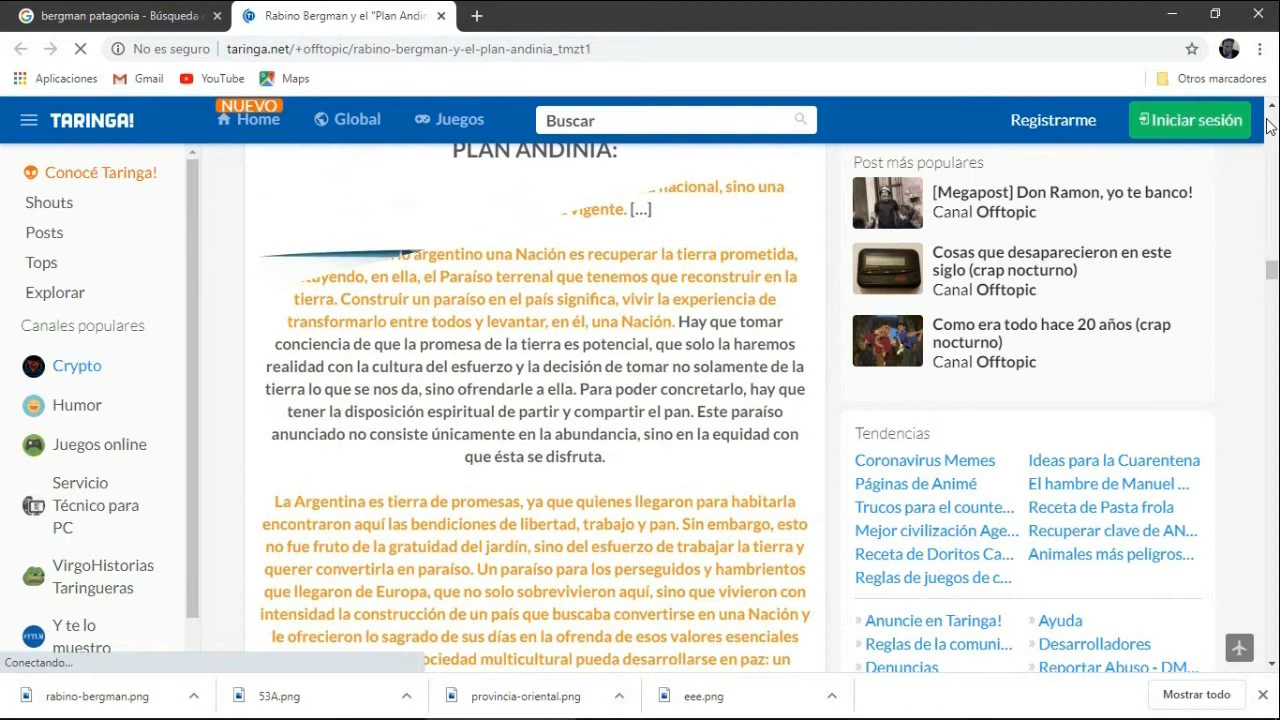 bergman patagonia - Búsqueda
Rabino Bergman y el "Plan Andin
No es seguro
taringa.net/+offtopic/rabino-bergman-y-el-plan-andinia_tmzt1
Aplicaciones
Gmail
YouTube
Maps
Otros marcadores
TARINGA!
NUEVO
Home
Global
Juegos
Buscar
Registrarme
Iniciar sesión
Conocé Taringa!
Shouts
Posts
Tops
Explorar
Canales populares
Crypto
Humor
Juegos online
Servicio
Técnico para
PC
VirgoHistorias
Taringueras
Y te lo
muestro
PLAN ANDINIA:
nacional, sino una
vigente. [...]
argentino una Nación es recuperar la tierra prometida,
en ella, el Paraíso terrenal que tenemos que reconstruir en la
tierra. Construir un paraíso en el país significa, vivir la experiencia de
transformarlo entre todos y levantar, en él, una Nación. Hay que tomar
conciencia de que la promesa de la tierra es potencial, que solo la haremos
realidad con la cultura del esfuerzo y la decisión de tomar no solamente de la
tierra lo que se nos da, sino ofrendarle a ella. Para poder concretarlo, hay que
tener la disposición espiritual de partir y compartir el pan. Este paraíso
anunciado no consiste únicamente en la abundancia, sino en la equidad con
que ésta se disfruta.
La Argentina es tierra de promesas, ya que quienes llegaron para habitarla
encontraron aquí las bendiciones de libertad, trabajo y pan. Sin embargo, esto
no fue fruto de la gratuidad del jardín, sino del esfuerzo de trabajar la tierra y
querer convertirla en paraíso. Un paraíso para los perseguidos y hambrientos
que llegaron de Europa, que no solo sobrevivieron aquí, sino que vivieron con
intensidad la construcción de un país que buscaba convertirse en una Nación y
le ofrecieron lo sagrado de sus días en la ofrenda de esos valores esenciales
sociedad multicultural pueda desarrollarse en paz: un
Post más populares
[Megapost] Don Ramon, yo te banco!
Canal Offtopic
Cosas que desaparecieron en este
siglo (crap nocturno)
Canal Offtopic
Como era todo hace 20 años (crap
nocturno)
Canal Offtopic
Tendencias
Coronavirus Memes
Ideas para la Cuarentena
Páginas de Animé
El hambre de Manuel ...
Trucos para el counte...
Receta de Pasta frola
Mejor civilización Age...
Recuperar clave de AN...
Receta de Doritos Ca...
Animales más peligros...
Reglas de juegos de c...
» Anuncie en Taringa!
» Ayuda
» Reglas de la comuni...
» Desarrolladores
» Denuncias
» Reportar Abuso - DM...
Conectando...
rabino-bergman.png
53A.png
provincia-oriental.png
eee.png
Mostrar todo